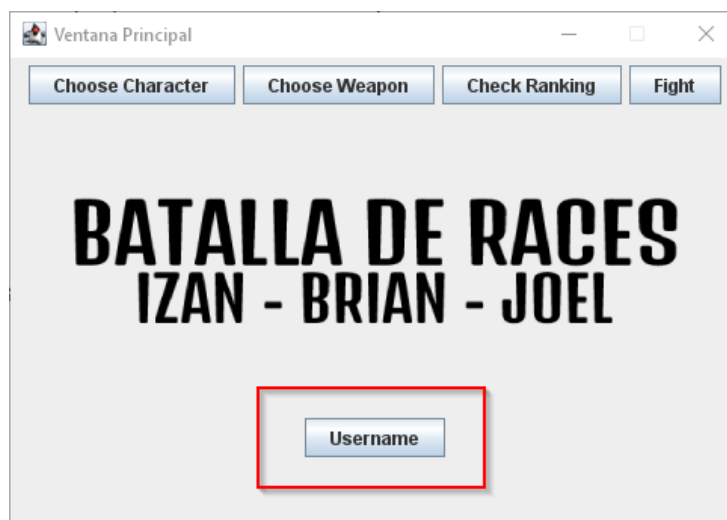 Ventana Principal
Choose Character Choose Weapon Check Ranking Fight
BATALLA DE RACES
IZAN - BRIAN - JOEL
Username